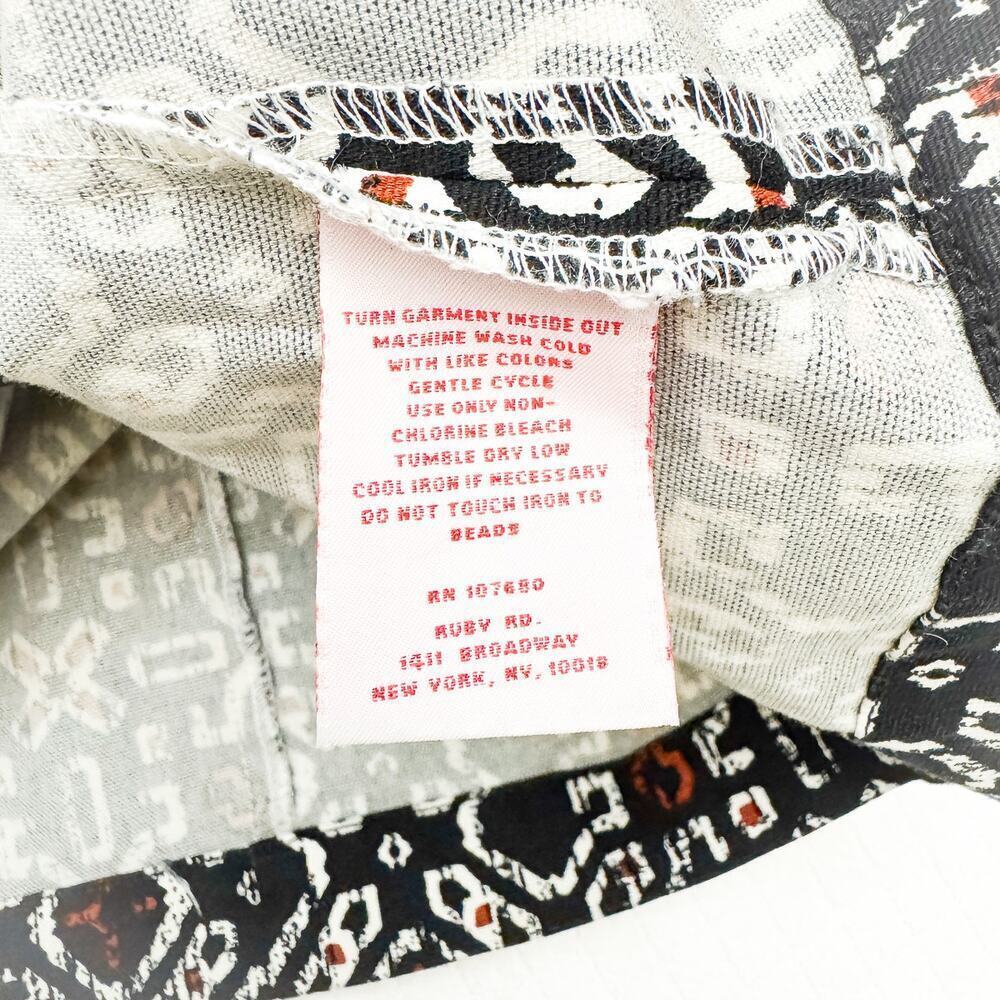 TURN GARMENT INSIDE OUT
MACHINE WASH COLD
WITH LIKE COLORS
GENTLE CYCLE
USE ONLY NON-
CHLORINE BLEACH
TUMBLE DRY LOW
COOL IRON IF NECESSARY
DO NOT TOUCH IRON TO
BEADS
RN 107680
RUBY RD.
1411 BROADWAY
NEW YORK, NY, 10018